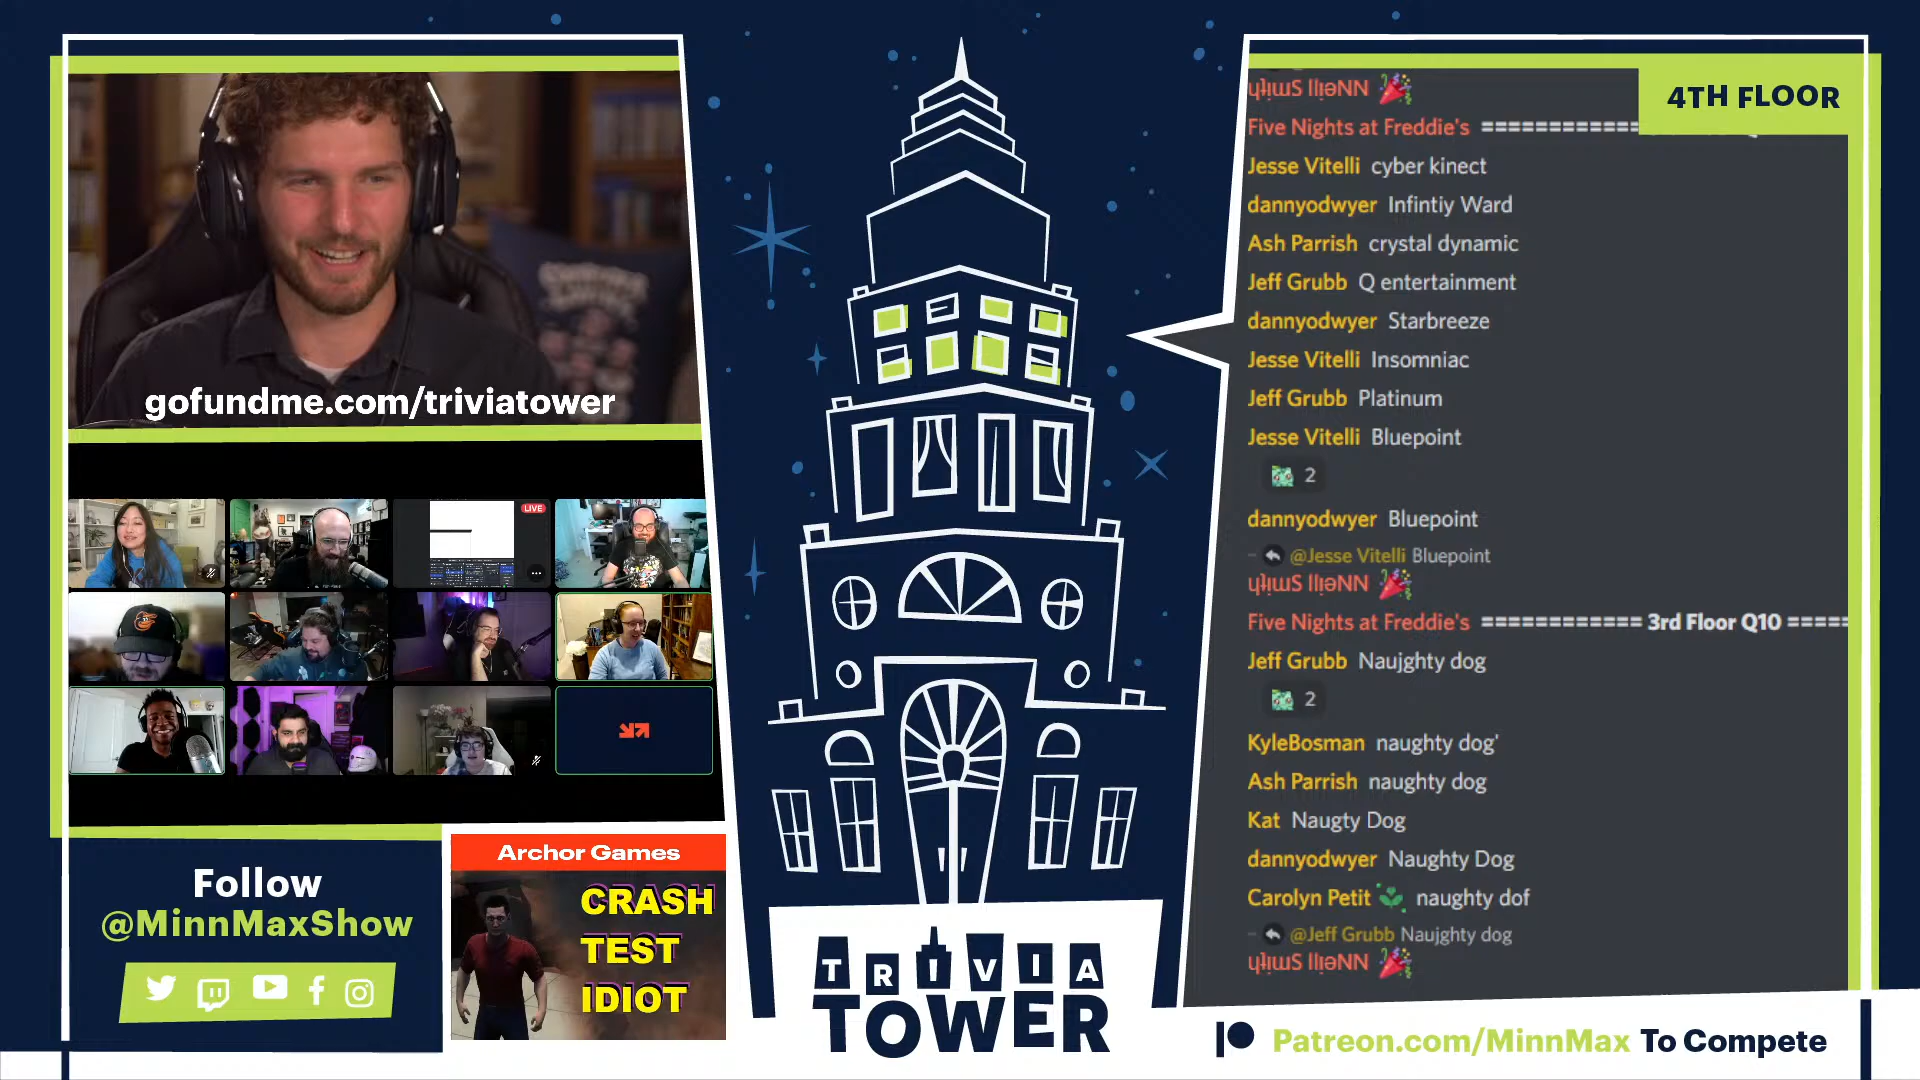 gofundme.com/triviatower
LIVE
Follow
@MinnMaxShow
Archor Games
CRASH
TEST
IDIOT
TRIVIA
TOWER
4TH FLOOR
ɥʇᴉɯS llᴉǝNN 🎉
Five Nights at Freddie's ============
Jesse Vitelli cyber kinect
dannyodwyer Infintiy Ward
Ash Parrish crystal dynamic
Jeff Grubb Q entertainment
dannyodwyer Starbreeze
Jesse Vitelli Insomniac
Jeff Grubb Platinum
Jesse Vitelli Bluepoint
2
dannyodwyer Bluepoint
@Jesse Vitelli Bluepoint
ɥʇᴉɯS llᴉǝNN 🎉
Five Nights at Freddie's ============ 3rd Floor Q10 =====
Jeff Grubb Naujghty dog
2
KyleBosman naughty dog'
Ash Parrish naughty dog
Kat Naugty Dog
dannyodwyer Naughty Dog
Carolyn Petit naughty dof
@Jeff Grubb Naujghty dog
ɥʇᴉɯS llᴉǝNN 🎉
Patreon.com/MinnMax To Compete